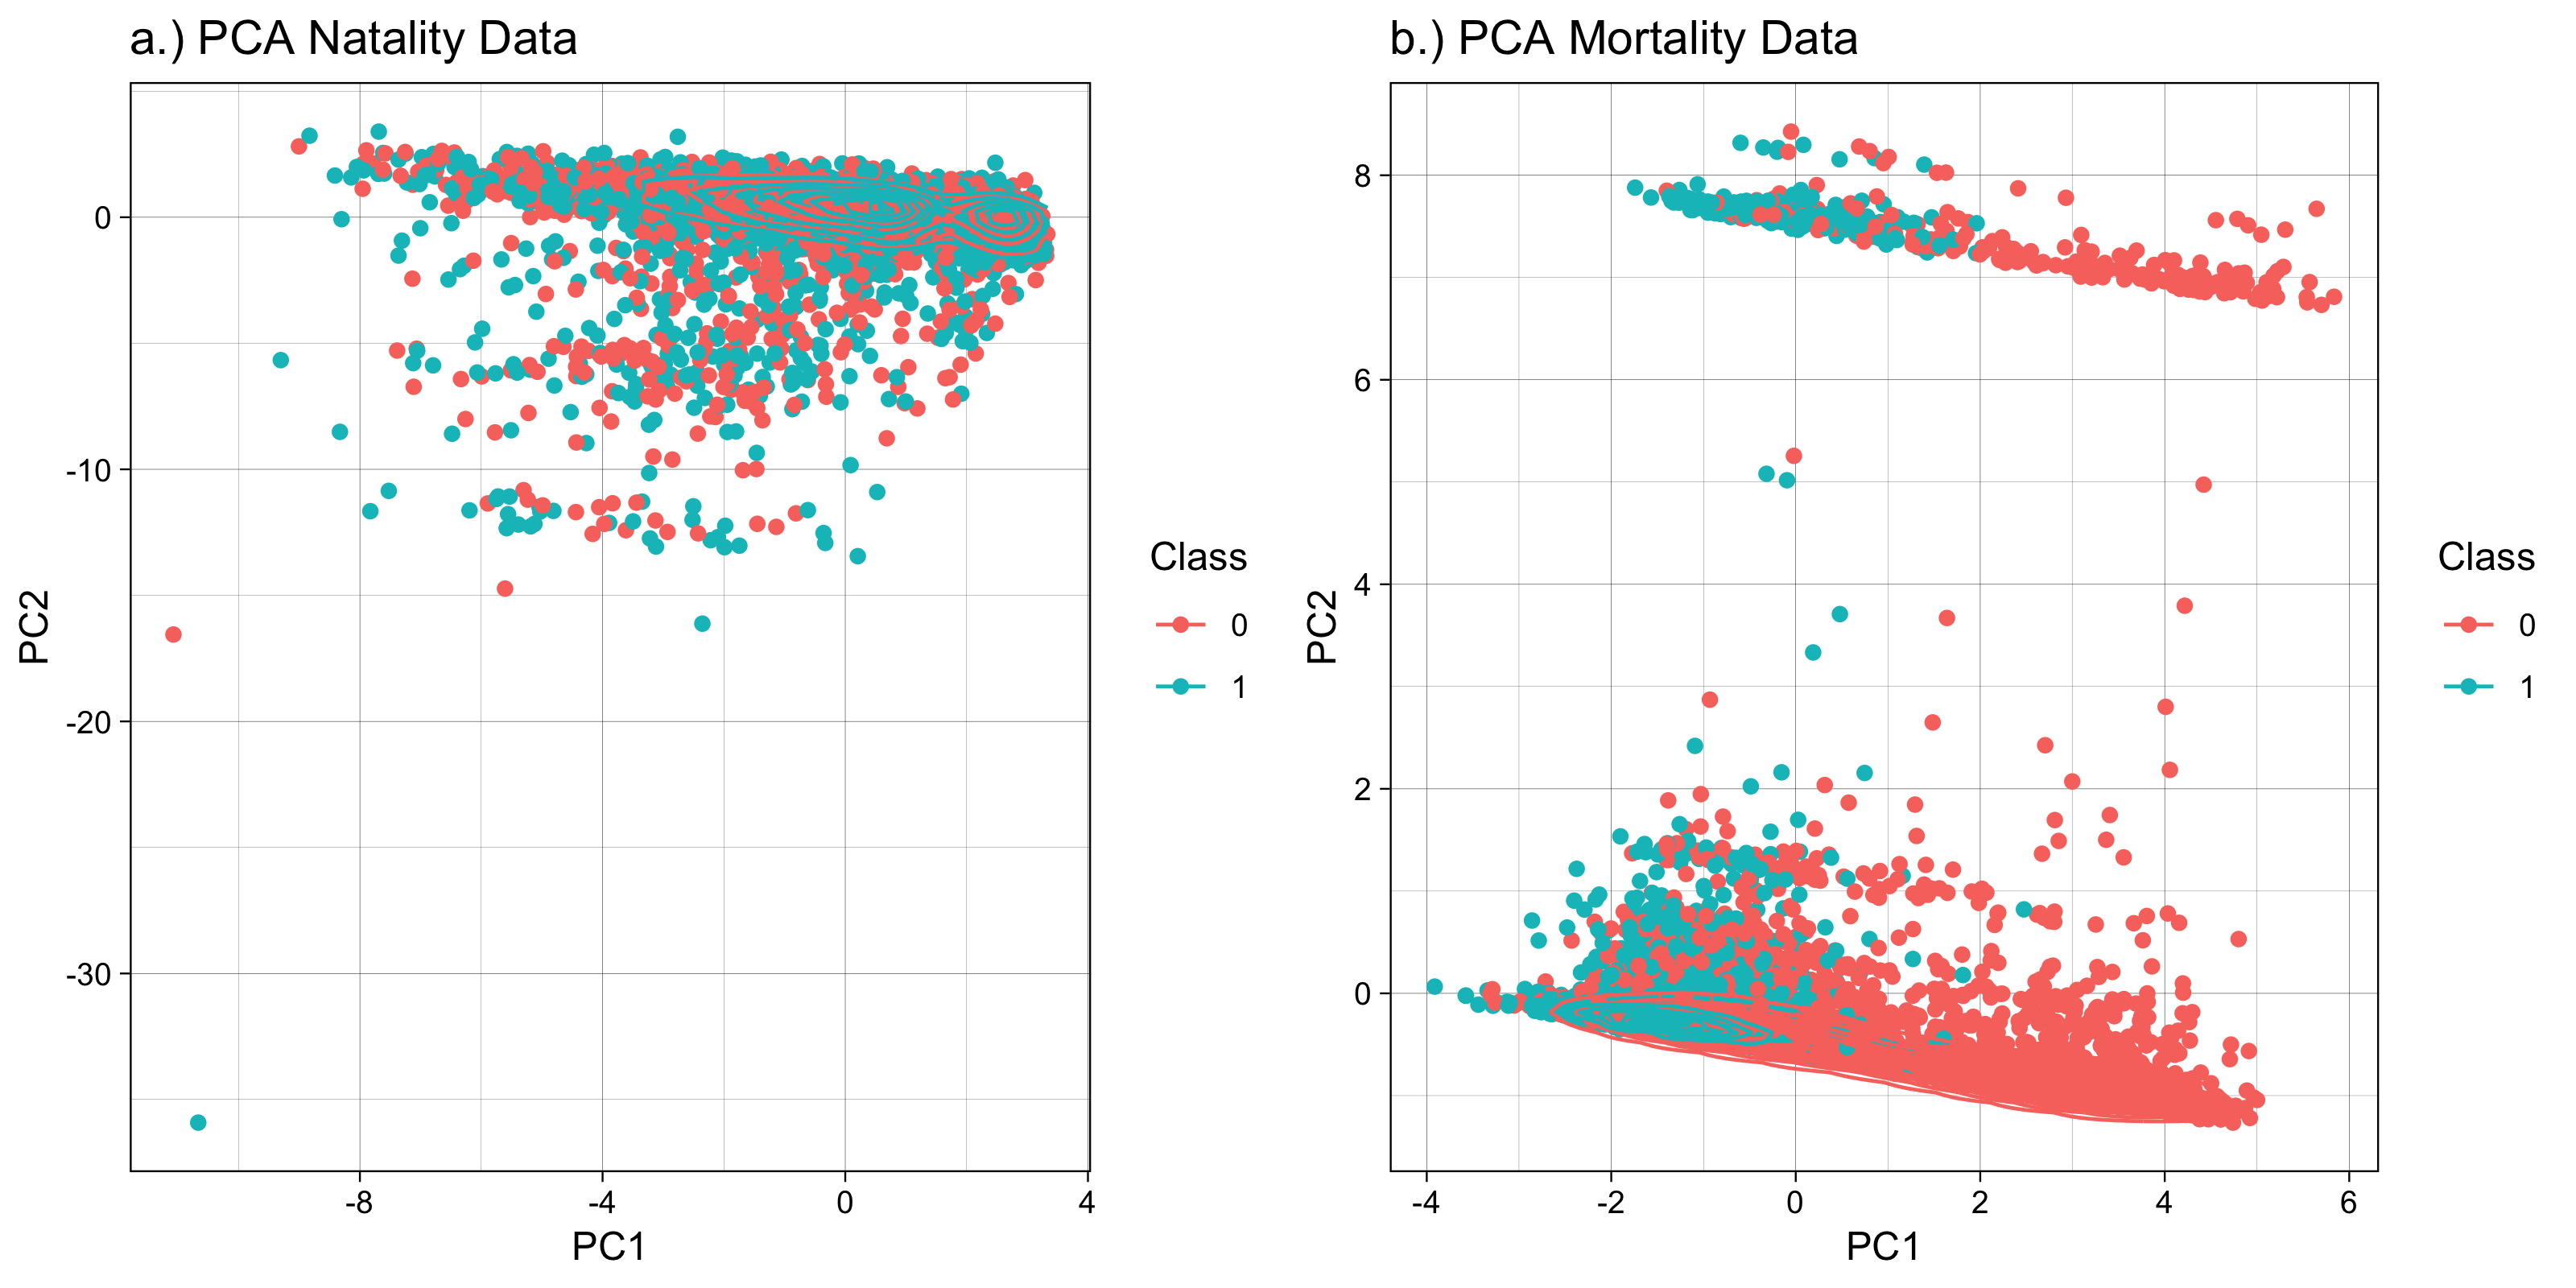 a.) PCA Natality Data
0
-10
-20
-30
PC2
-8 -4 0 4
PC1
Class
0
1
b.) PCA Mortality Data
8
6
4
2
0
PC2
-4 -2 0 2 4 6
PC1
Class
0
1